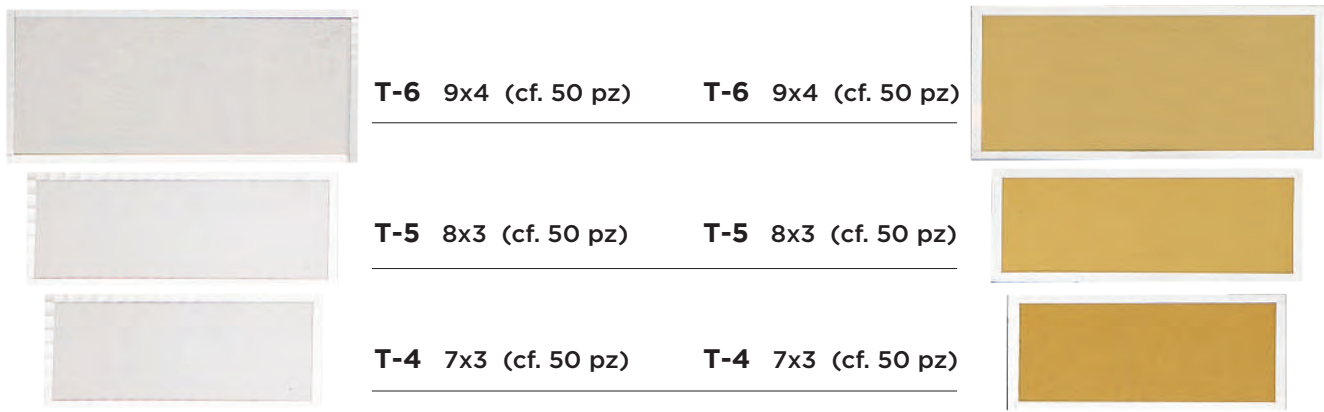 T-6 9x4 (cf. 50 pz) T-6 9x4 (cf. 50 pz)
T-5 8x3 (cf. 50 pz) T-5 8x3 (cf. 50 pz)
T-4 7x3 (cf. 50 pz) T-4 7x3 (cf. 50 pz)